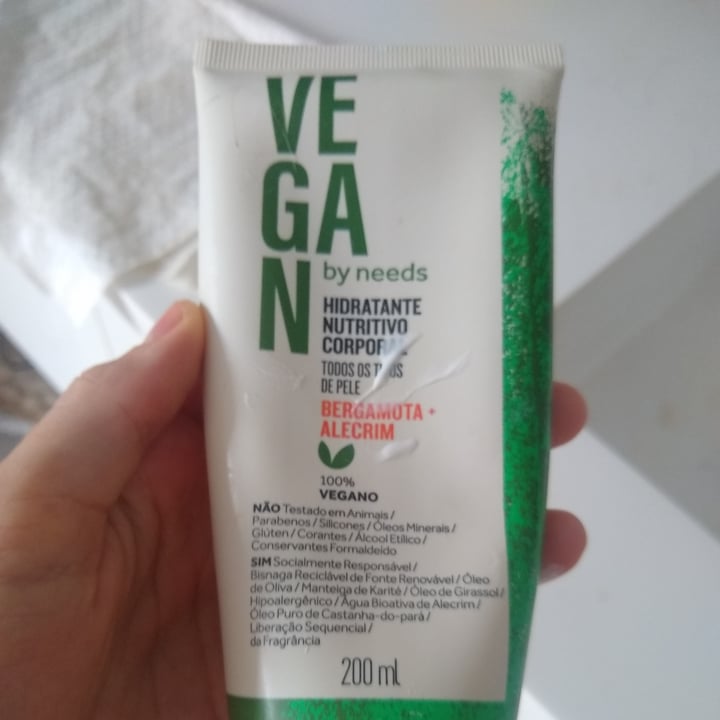 VE
GA
N
by needs
HIDRATANTE
NUTRITIVO
CORPORAL
TODOS OS TIPOS
DE PELE
BERGAMOTA +
ALECRIM
100%
VEGANO
NÃO Testado em Animais /
Parabenos / Silicones / Óleos Minerais /
Glúten / Corantes / Álcool Etílico /
Conservantes Formaldeído
SIM Socialmente Responsável /
Bisnaga Reciclável de Fonte Renovável / Óleo
de Oliva / Manteiga de Karité / Óleo de Girassol /
Hipoalergênico / Água Bioativa de Alecrim /
Óleo Puro de Castanha-do-pará /
Liberação Sequencial /
da Fragrância
200 ml